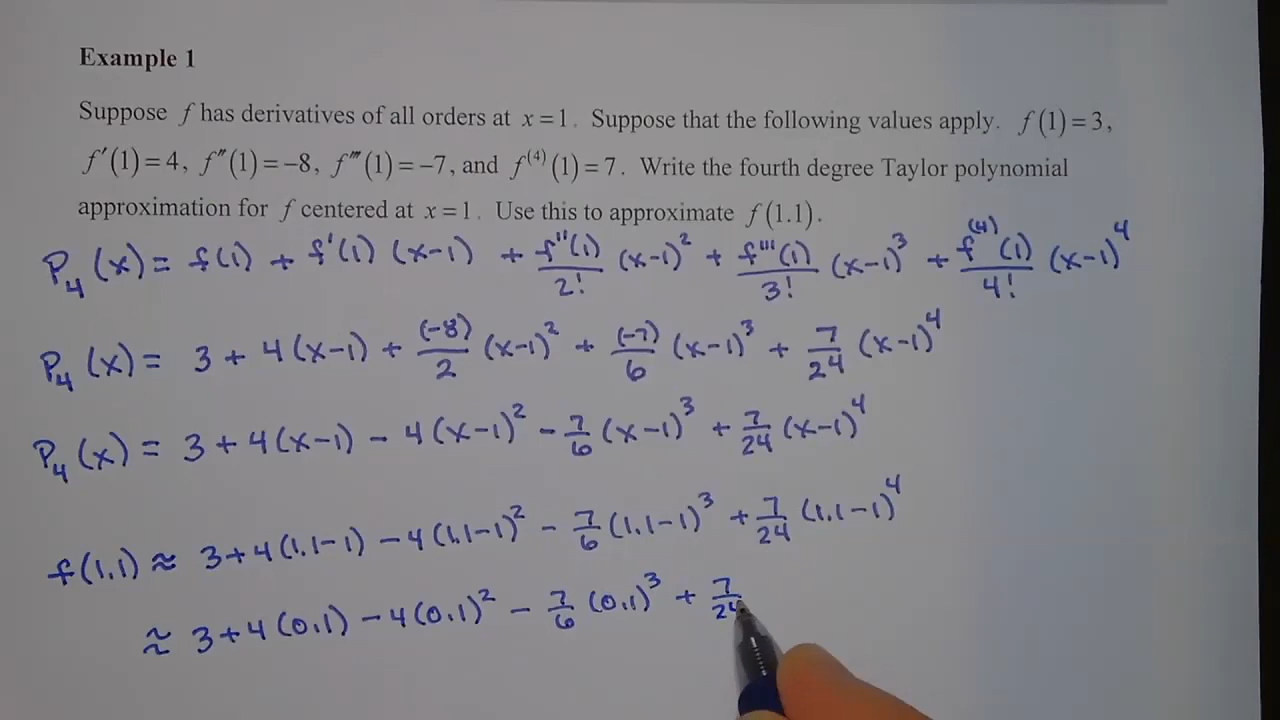 Example 1
Suppose f has derivatives of all orders at x = 1. Suppose that the following values apply. f(1) = 3,
f′(1) = 4, f″(1) = −8, f‴(1) = −7, and f⁽⁴⁾(1) = 7. Write the fourth degree Taylor polynomial
approximation for f centered at x = 1. Use this to approximate f(1.1).
P₄(x) = f(1) + f'(1)(x−1) + f''(1)/2! (x−1)² + f'''(1)/3! (x−1)³ + f⁽⁴⁾(1)/4! (x−1)⁴
P₄(x) = 3 + 4(x−1) + (−8)/2 (x−1)² + (−7)/6 (x−1)³ + 7/24 (x−1)⁴
P₄(x) = 3 + 4(x−1) − 4(x−1)² − 7/6 (x−1)³ + 7/24 (x−1)⁴
f(1.1) ≈ 3+4(1.1−1) −4(1.1−1)² − 7/6 (1.1−1)³ + 7/24 (1.1−1)⁴
≈ 3+4(0.1) −4(0.1)² − 7/6 (0.1)³ + 7/24